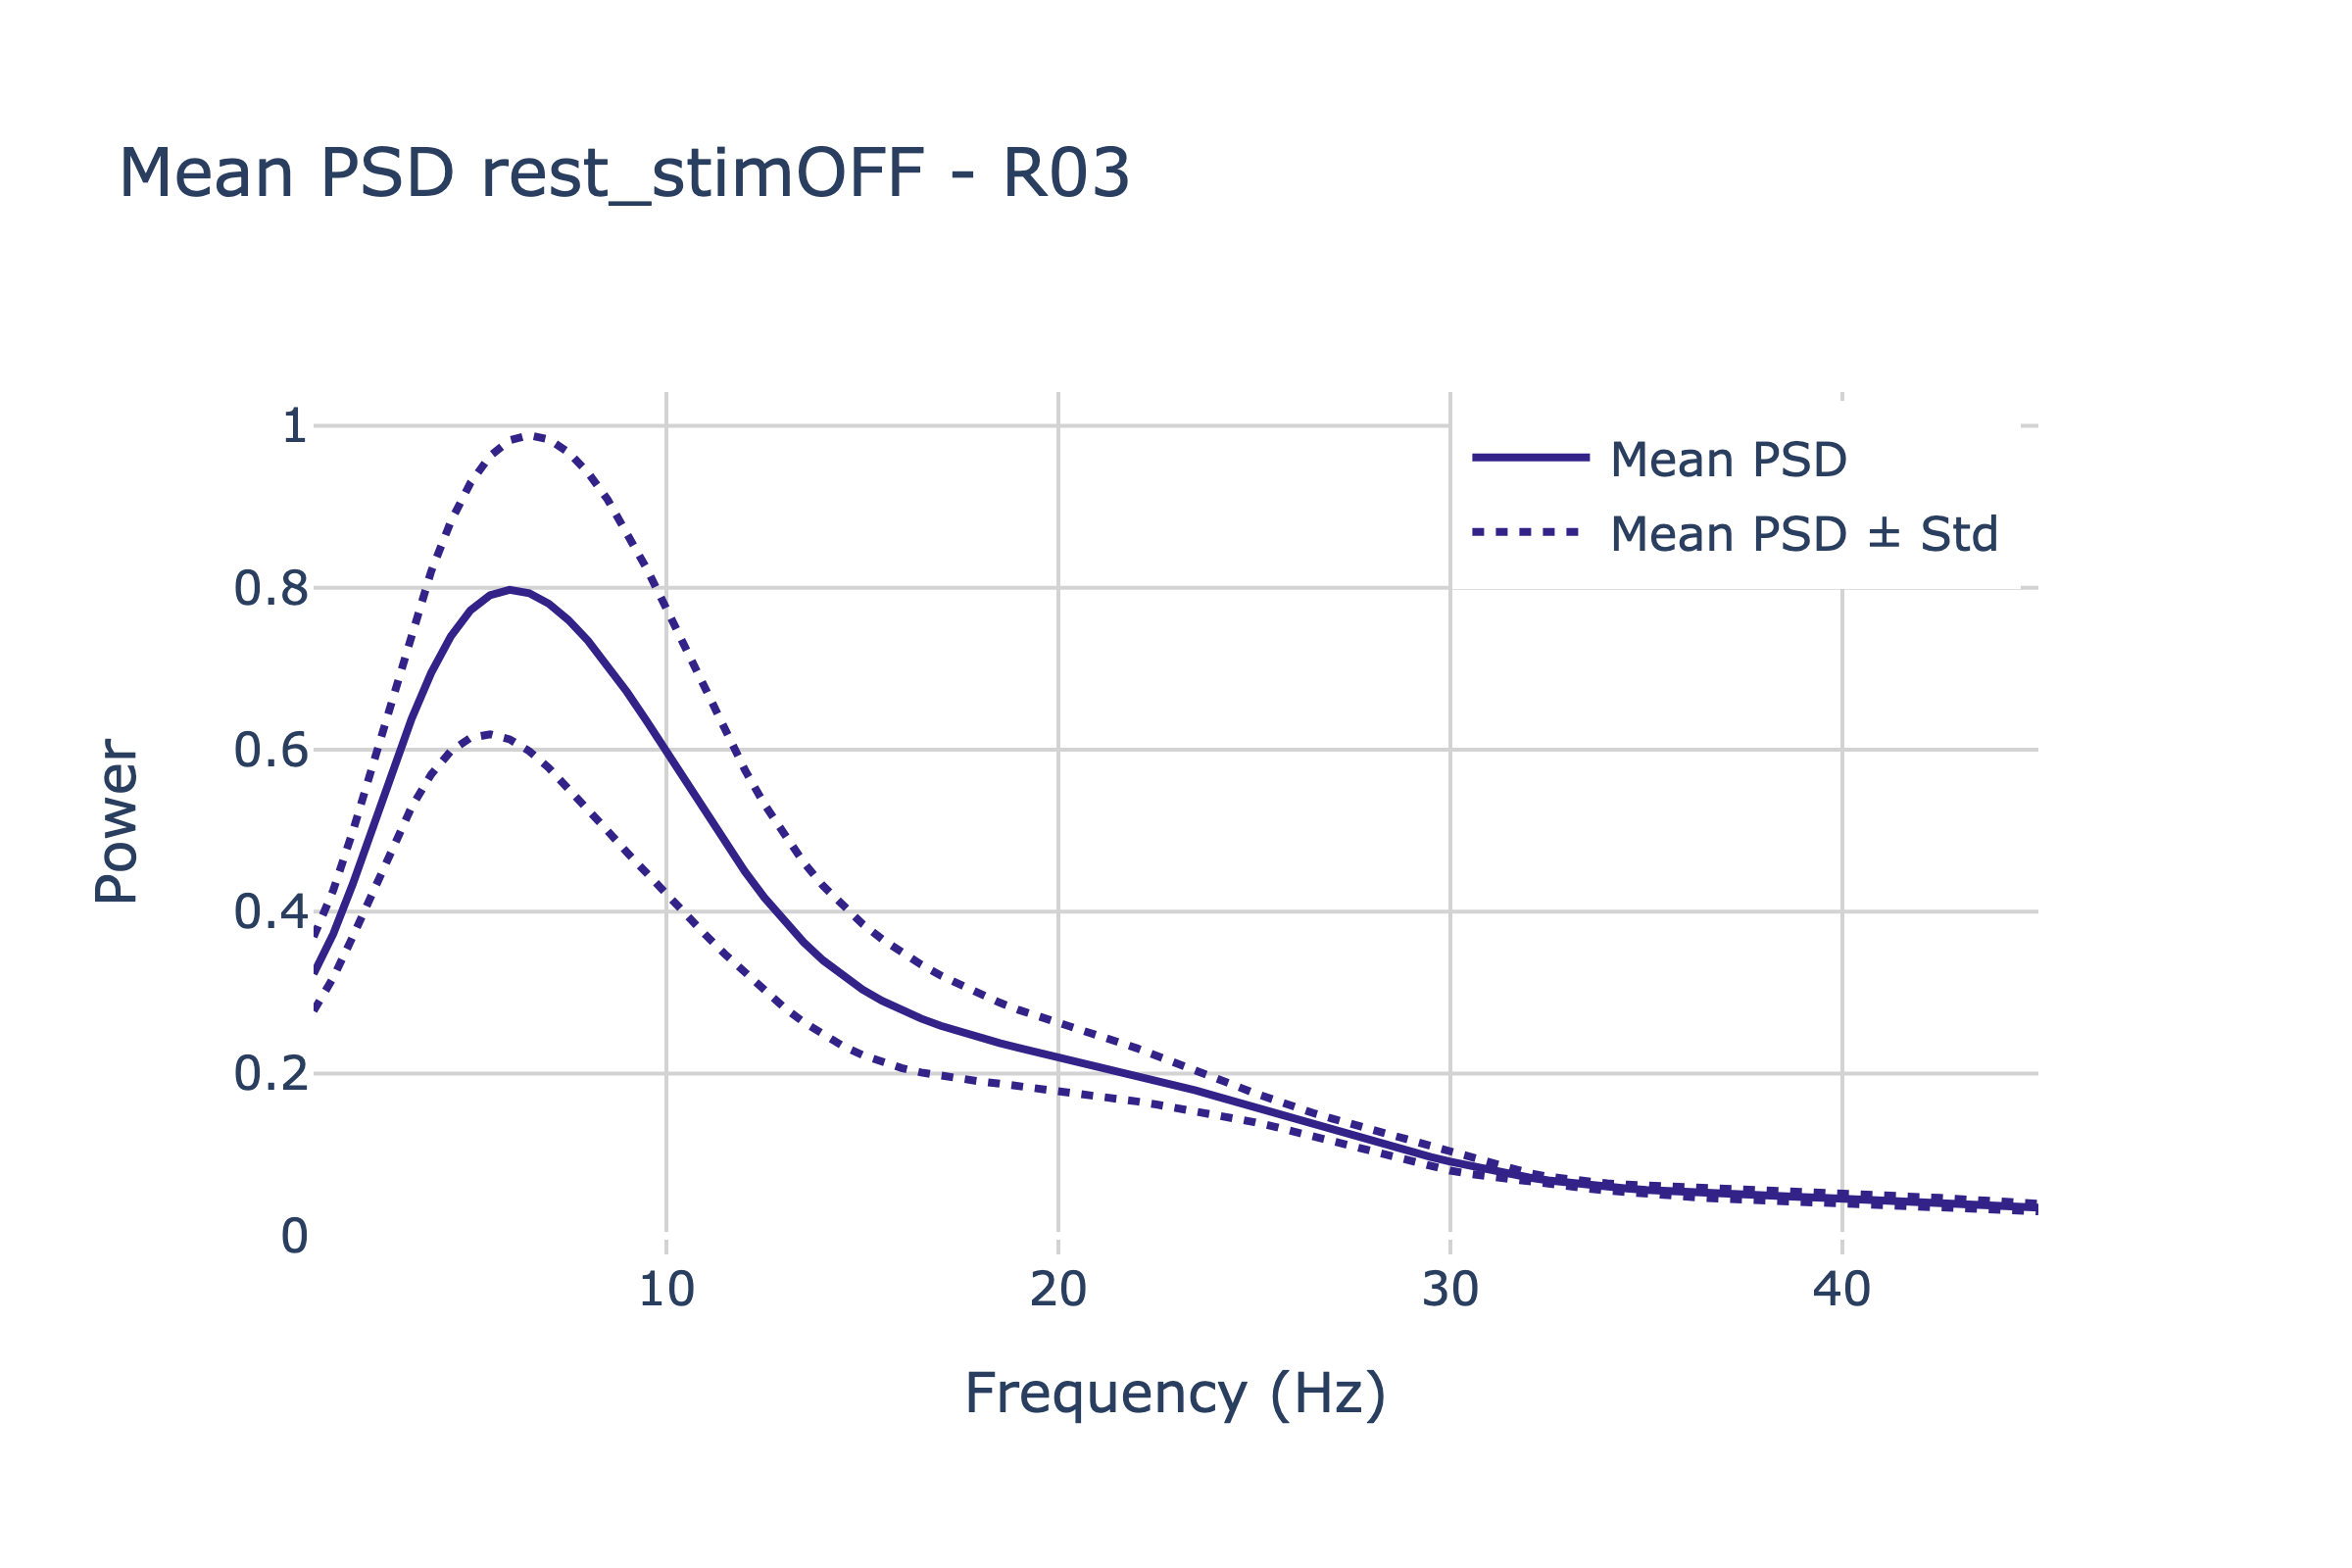 Mean PSD rest_stimOFF - R03
Mean PSD
Mean PSD ± Std
Power
1
0.8
0.6
0.4
0.2
0
10 20 30 40
Frequency (Hz)